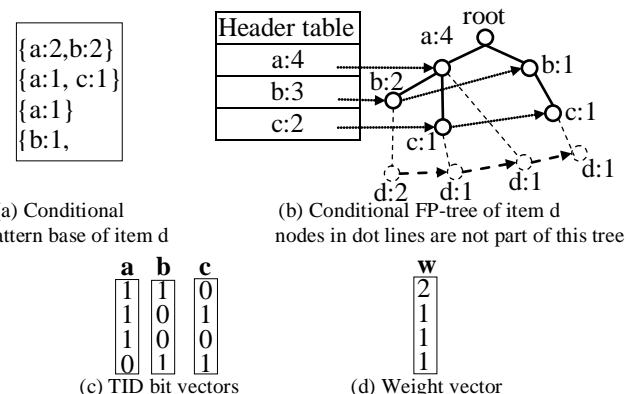 {a:2,b:2}
{a:1, c:1}
{a:1}
{b:1,
Header table
a:4
b:3
c:2
root
a:4
b:2
b:1
c:1
c:1
d:2
d:1
d:1
d:1
(a) Conditional
attern base of item d
(b) Conditional FP-tree of item d
nodes in dot lines are not part of this tree
a b c
1 1 0
1 0 1
1 0 0
0 1 1
w
2
1
1
1
(c) TID bit vectors
(d) Weight vector